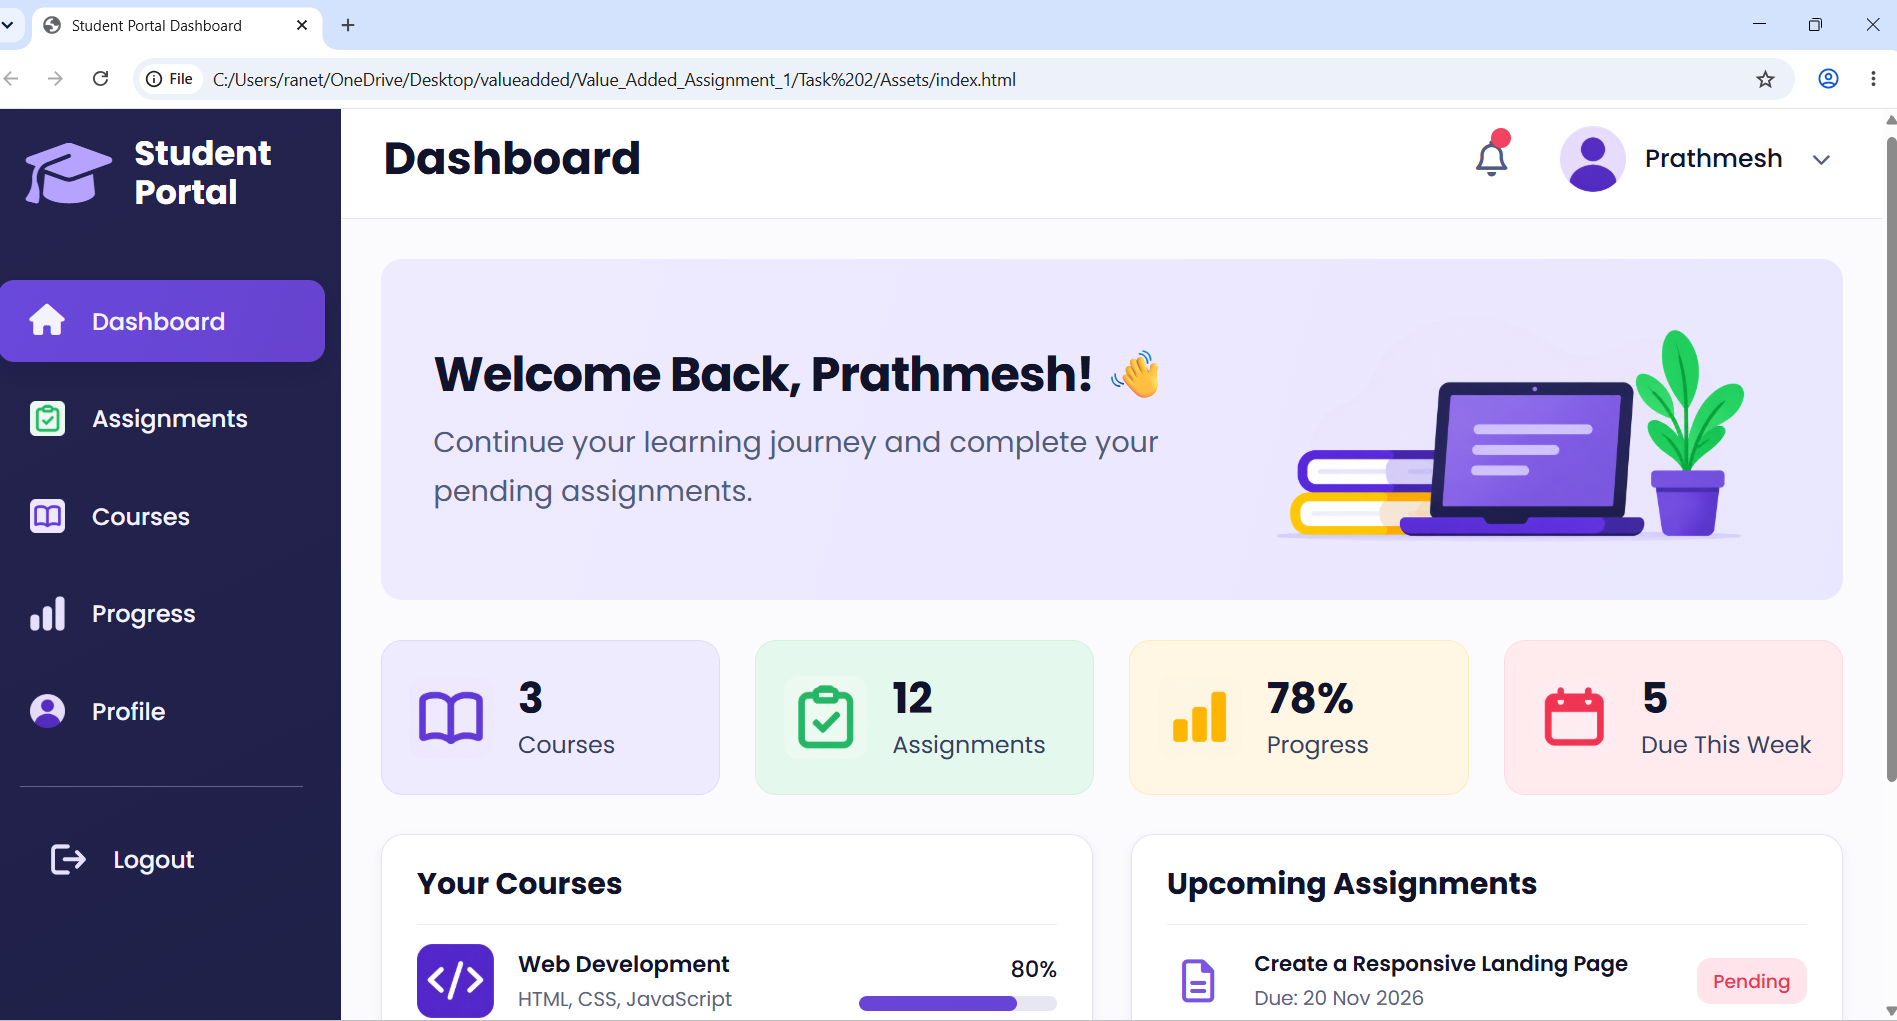 Student Portal Dashboard
File
C:/Users/ranet/OneDrive/Desktop/valueadded/Value_Added_Assignment_1/Task%202/Assets/index.html
Student
Portal
Dashboard
Assignments
Courses
Progress
Profile
Logout
Dashboard
Prathmesh
Welcome Back, Prathmesh! 👋
Continue your learning journey and complete your
pending assignments.
3
Courses
12
Assignments
78%
Progress
5
Due This Week
Your Courses
Web Development
HTML, CSS, JavaScript
80%
Upcoming Assignments
Create a Responsive Landing Page
Due: 20 Nov 2026
Pending